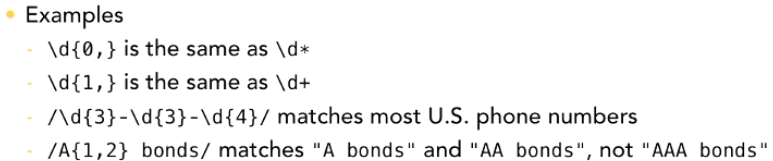 • Examples
- \d{0,} is the same as \d*
- \d{1,} is the same as \d+
- /\d{3}-\d{3}-\d{4}/ matches most U.S. phone numbers
- /A{1,2} bonds/ matches "A bonds" and "AA bonds", not "AAA bonds"